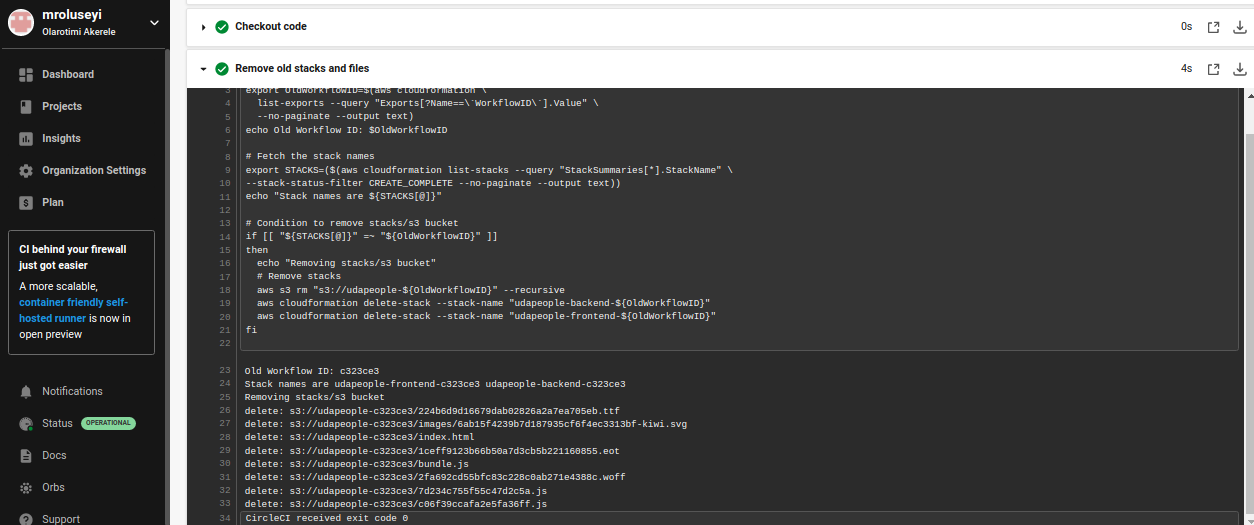 mroluseyi
Olarotimi Akerele
Dashboard
Projects
Insights
Organization Settings
Plan
CI behind your firewall
just got easier
A more scalable,
container friendly self-
hosted runner is now in
open preview
Notifications
Status OPERATIONAL
Docs
Orbs
Support
Checkout code 0s
Remove old stacks and files 4s
3 export OldWorkflowID=$(aws cloudformation \
4 list-exports --query "Exports[?Name==\`WorkflowID\`].Value" \
5 --no-paginate --output text)
6 echo Old Workflow ID: $OldWorkflowID
7
8 # Fetch the stack names
9 export STACKS=($(aws cloudformation list-stacks --query "StackSummaries[*].StackName" \
10 --stack-status-filter CREATE_COMPLETE --no-paginate --output text))
11 echo "Stack names are ${STACKS[@]}"
12
13 # Condition to remove stacks/s3 bucket
14 if [[ "${STACKS[@]}" =~ "${OldWorkflowID}" ]]
15 then
16 echo "Removing stacks/s3 bucket"
17 # Remove stacks
18 aws s3 rm "s3://udapeople-${OldWorkflowID}" --recursive
19 aws cloudformation delete-stack --stack-name "udapeople-backend-${OldWorkflowID}"
20 aws cloudformation delete-stack --stack-name "udapeople-frontend-${OldWorkflowID}"
21 fi
22
23 Old Workflow ID: c323ce3
24 Stack names are udapeople-frontend-c323ce3 udapeople-backend-c323ce3
25 Removing stacks/s3 bucket
26 delete: s3://udapeople-c323ce3/224b6d9d16679dab02826a2a7ea705eb.ttf
27 delete: s3://udapeople-c323ce3/images/6ab15f4239b7d187935cf6f4ec3313bf-kiwi.svg
28 delete: s3://udapeople-c323ce3/index.html
29 delete: s3://udapeople-c323ce3/1ceff9123b66b50a7d3cb5b221160855.eot
30 delete: s3://udapeople-c323ce3/bundle.js
31 delete: s3://udapeople-c323ce3/2fa692cd55bfc83c228c0ab271e4388c.woff
32 delete: s3://udapeople-c323ce3/7d234c755f55c47d2c5a.js
33 delete: s3://udapeople-c323ce3/c06f39ccafa2e5fa36ff.js
34 CircleCI received exit code 0